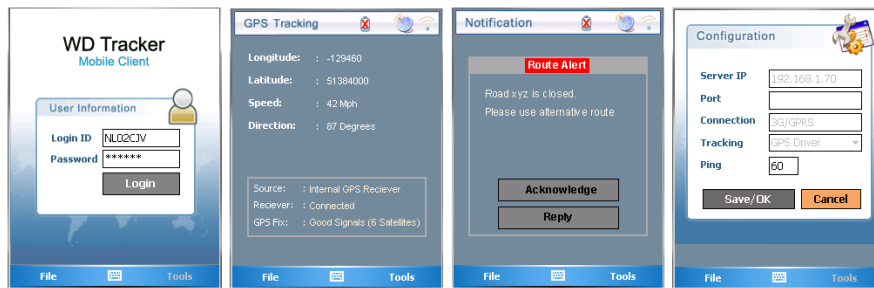 WD Tracker
Mobile Client
User Information
Login ID NL02CJV
Password ******
Login
File Tools
GPS Tracking
Longitude: : -129460
Latitude: : 51384000
Speed: : 42 Mph
Direction: : 87 Degrees
Source: : Internal GPS Reciever
Reciever: : Connected
GPS Fix: : Good Signals (6 Satellites)
File Tools
Notification
Route Alert
Road xyz is closed.
Please use alternative route
Acknowledge
Reply
File Tools
Configuration
Server IP 192.168.1.70
Port
Connection 3G/GPRS
Tracking GPS Driver
Ping 60
Save/OK Cancel
File Tools